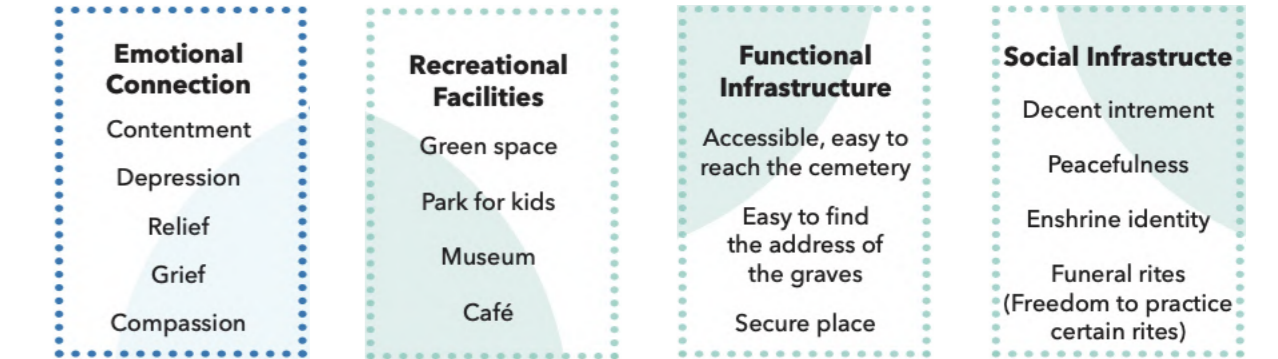 Emotional
Connection
Contentment
Depression
Relief
Grief
Compassion
Recreational
Facilities
Green space
Park for kids
Museum
Café
Functional
Infrastructure
Accessible, easy to
reach the cemetery
Easy to find
the address of
the graves
Secure place
Social Infrastructe
Decent intrement
Peacefulness
Enshrine identity
Funeral rites
(Freedom to practice
certain rites)